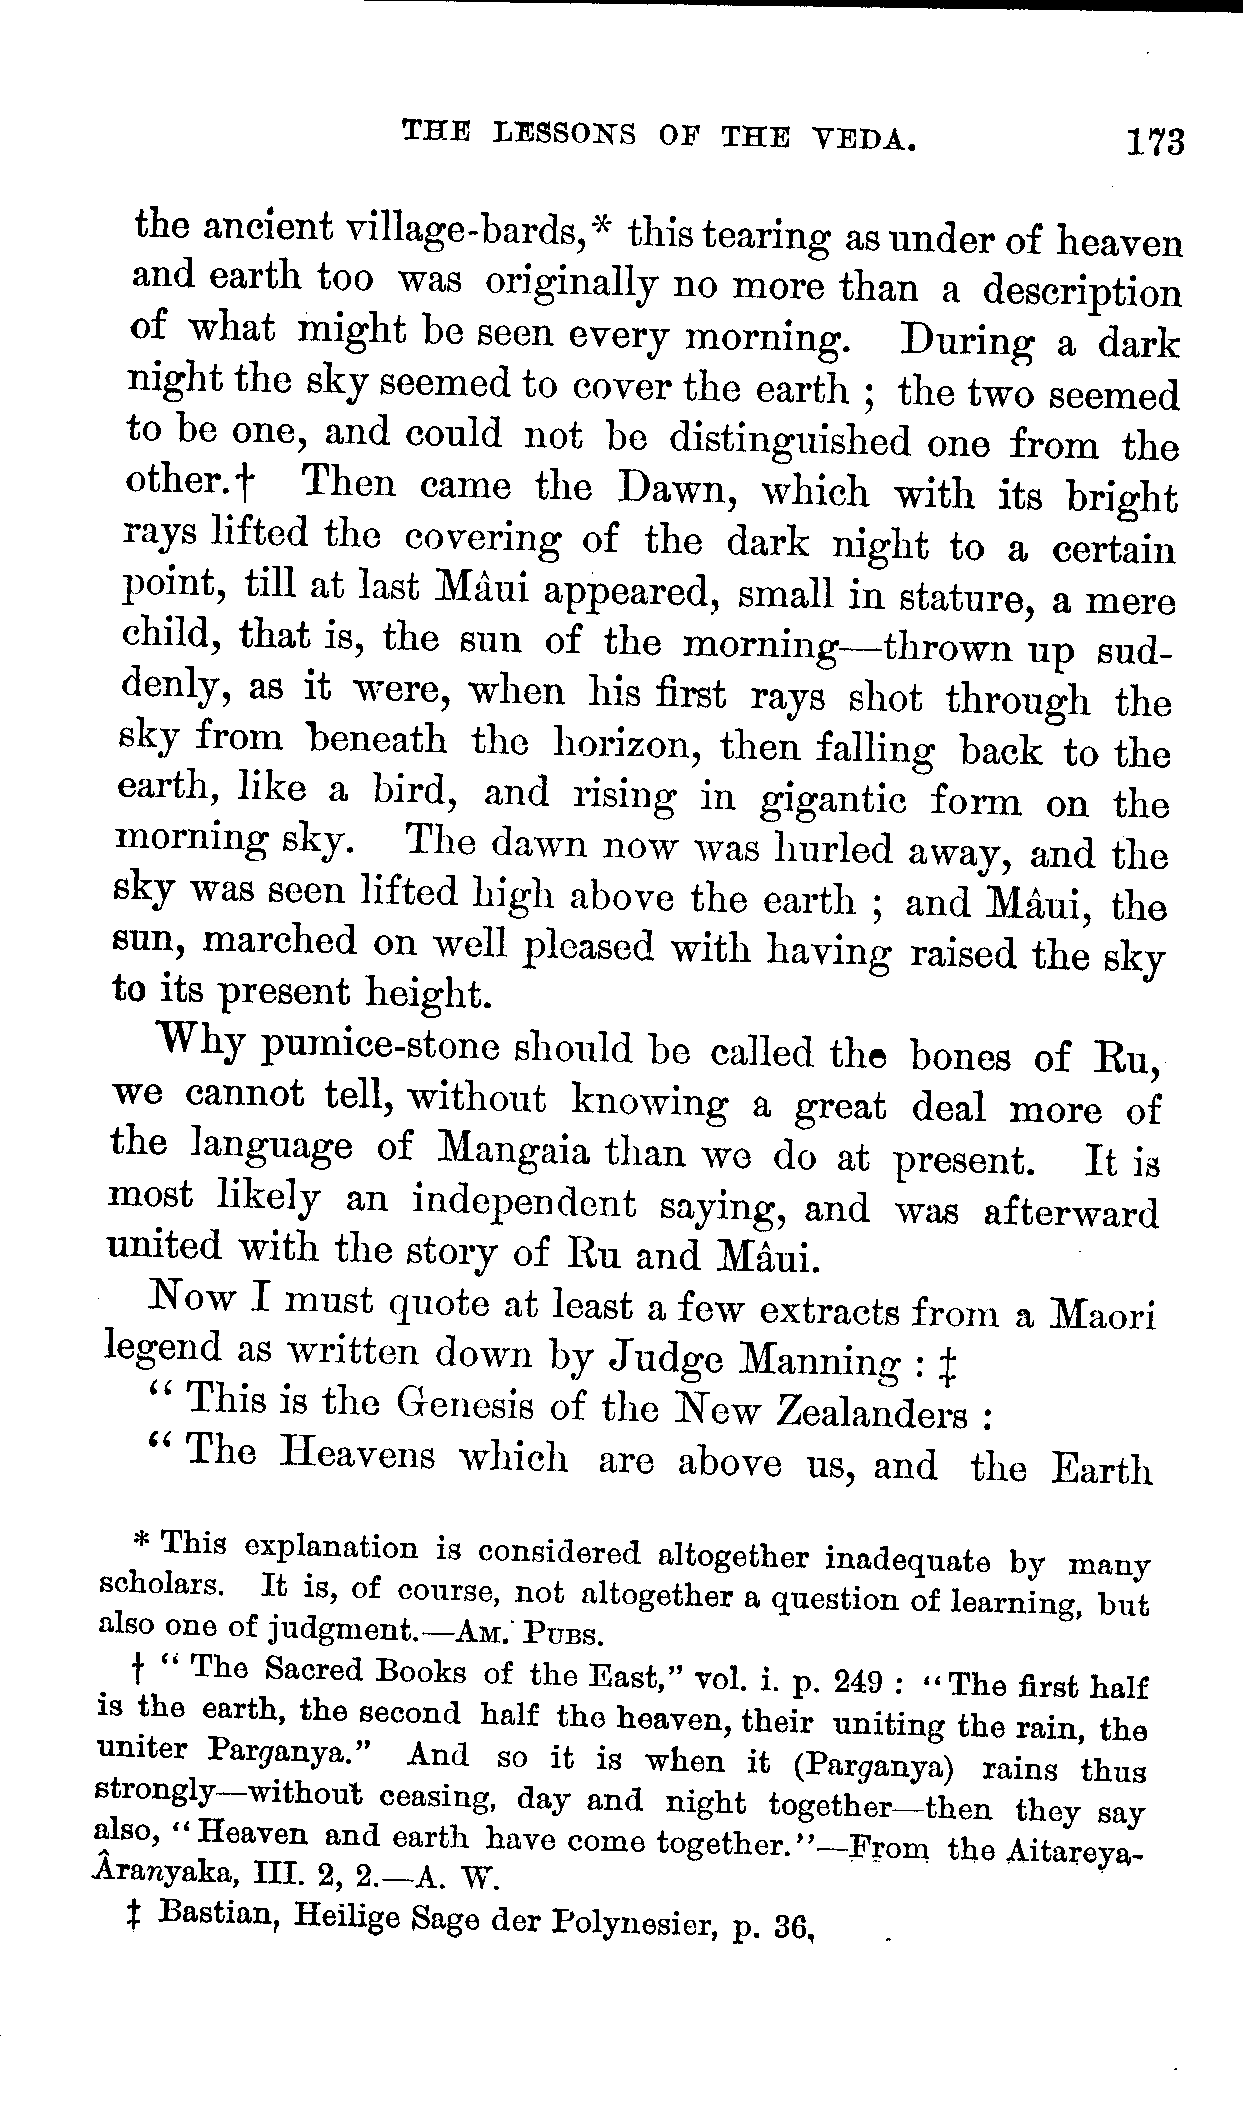 THE LESSONS OF THE VEDA. 173
the ancient village-bards,* this tearing asunder of heaven
and earth too was originally no more than a description
of what might be seen every morning. During a dark
night the sky seemed to cover the earth ; the two seemed
to be one, and could not be distinguished one from the
other.† Then came the Dawn, which with its bright
rays lifted the covering of the dark night to a certain
point, till at last Mâui appeared, small in stature, a mere
child, that is, the sun of the morning—thrown up sud-
denly, as it were, when his first rays shot through the
sky from beneath the horizon, then falling back to the
earth, like a bird, and rising in gigantic form on the
morning sky. The dawn now was hurled away, and the
sky was seen lifted high above the earth ; and Mâui, the
sun, marched on well pleased with having raised the sky
to its present height.
Why pumice-stone should be called the bones of Ru,
we cannot tell, without knowing a great deal more of
the language of Mangaia than we do at present. It is
most likely an independent saying, and was afterward
united with the story of Ru and Mâui.
Now I must quote at least a few extracts from a Maori
legend as written down by Judge Manning : ‡
“ This is the Genesis of the New Zealanders :
“ The Heavens which are above us, and the Earth
* This explanation is considered altogether inadequate by many
scholars. It is, of course, not altogether a question of learning, but
also one of judgment.—AM. PUBS.
† “ The Sacred Books of the East,” vol. i. p. 249 : “The first half
is the earth, the second half the heaven, their uniting the rain, the
uniter Parganya.” And so it is when it (Parganya) rains thus
strongly—without ceasing, day and night together—then they say
also, “Heaven and earth have come together.”—From the Aitareya-
Âranyaka, III. 2, 2.—A. W.
‡ Bastian, Heilige Sage der Polynesier, p. 36,